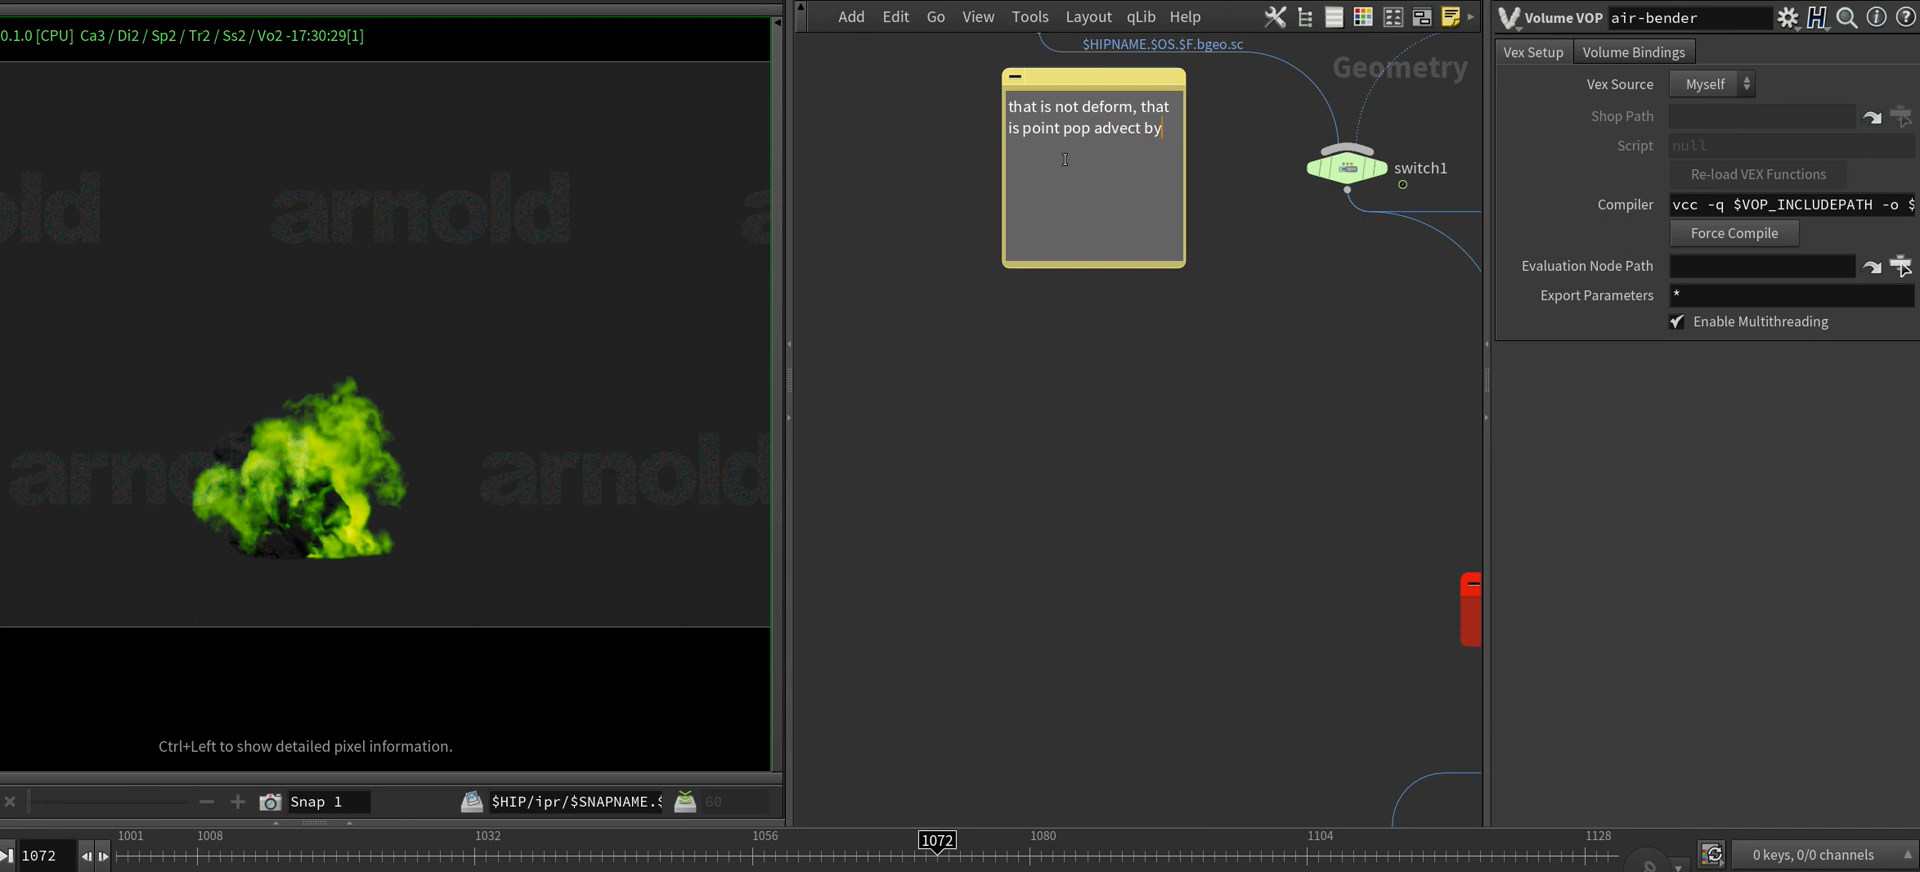 0.1.0 [CPU] Ca3 / Di2 / Sp2 / Tr2 / Ss2 / Vo2 -17:30:29[1]
old
arnold
a
arnold
arnold
Ctrl+Left to show detailed pixel information.
Snap 1
$HIP/ipr/$SNAPNAME.$
60
Add Edit Go View Tools Layout qLib Help
$HIPNAME.$OS.$F.bgeo.sc
Geometry
that is not deform, that
is point pop advect by
switch1
Volume VOP air-bender
Vex Setup Volume Bindings
Vex Source Myself
Shop Path
Script null
Re-load VEX Functions
Compiler vcc -q $VOP_INCLUDEPATH -o $
Force Compile
Evaluation Node Path
Export Parameters *
Enable Multithreading
1001 1008 1032 1056 1072 1080 1104 1128
1072
0 keys, 0/0 channels